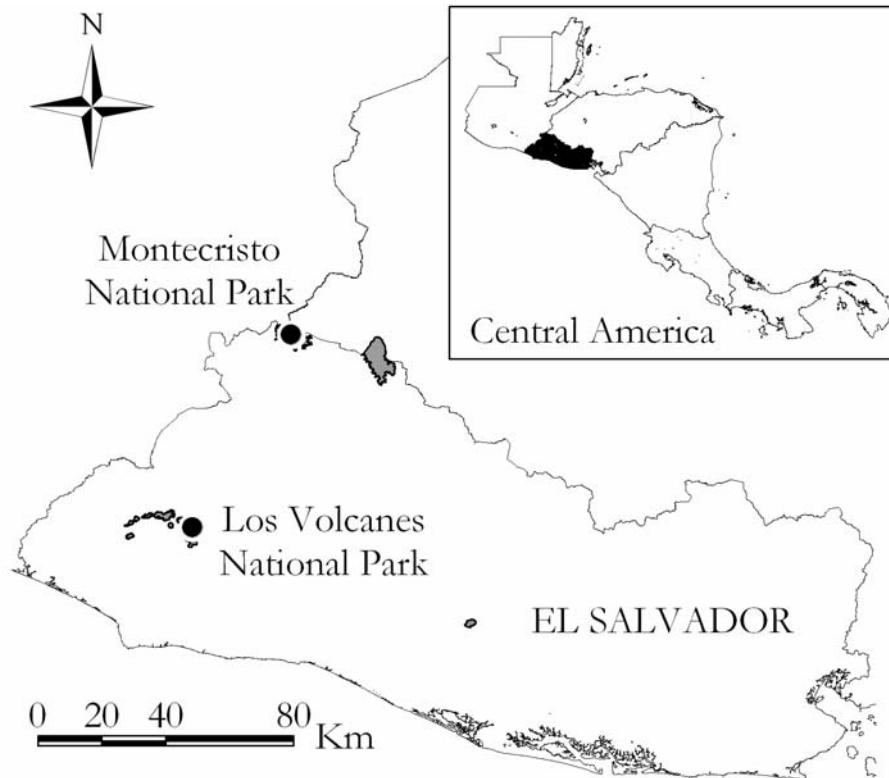 N
Montecristo
National Park
Central America
Los Volcanes
National Park
EL SALVADOR
0 20 40 80
Km